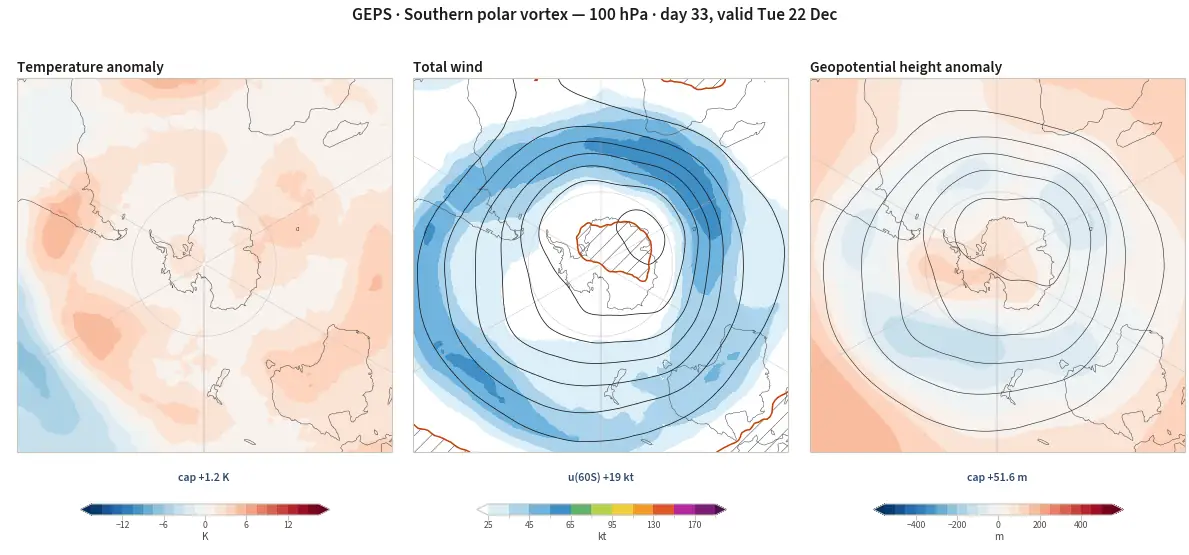 GEPS · Southern polar vortex — 100 hPa · day 33, valid Tue 22 Dec
Temperature anomaly
Total wind
Geopotential height anomaly
cap +1.2 K
u(60S) +19 kt
cap +51.6 m
−12 −6 0 6 12
K
25 45 65 95 130 170
kt
−400 −200 0 200 400
m